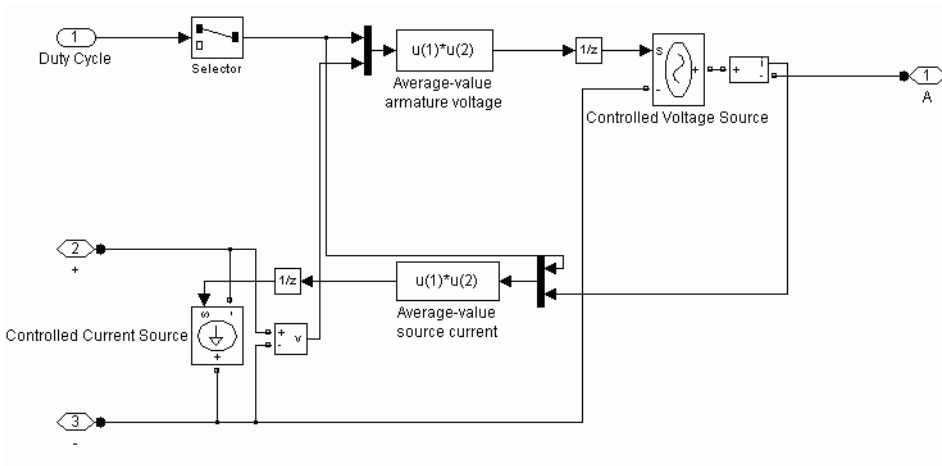 1
Duty Cycle
Selector
u(1)*u(2)
Average-value
armature voltage
1/z
s
+
-
Controlled Voltage Source
+
i
-
1
A
2
+
1/z
u(1)*u(2)
Average-value
source current
s
-
+
Controlled Current Source
+
-
v
3
-